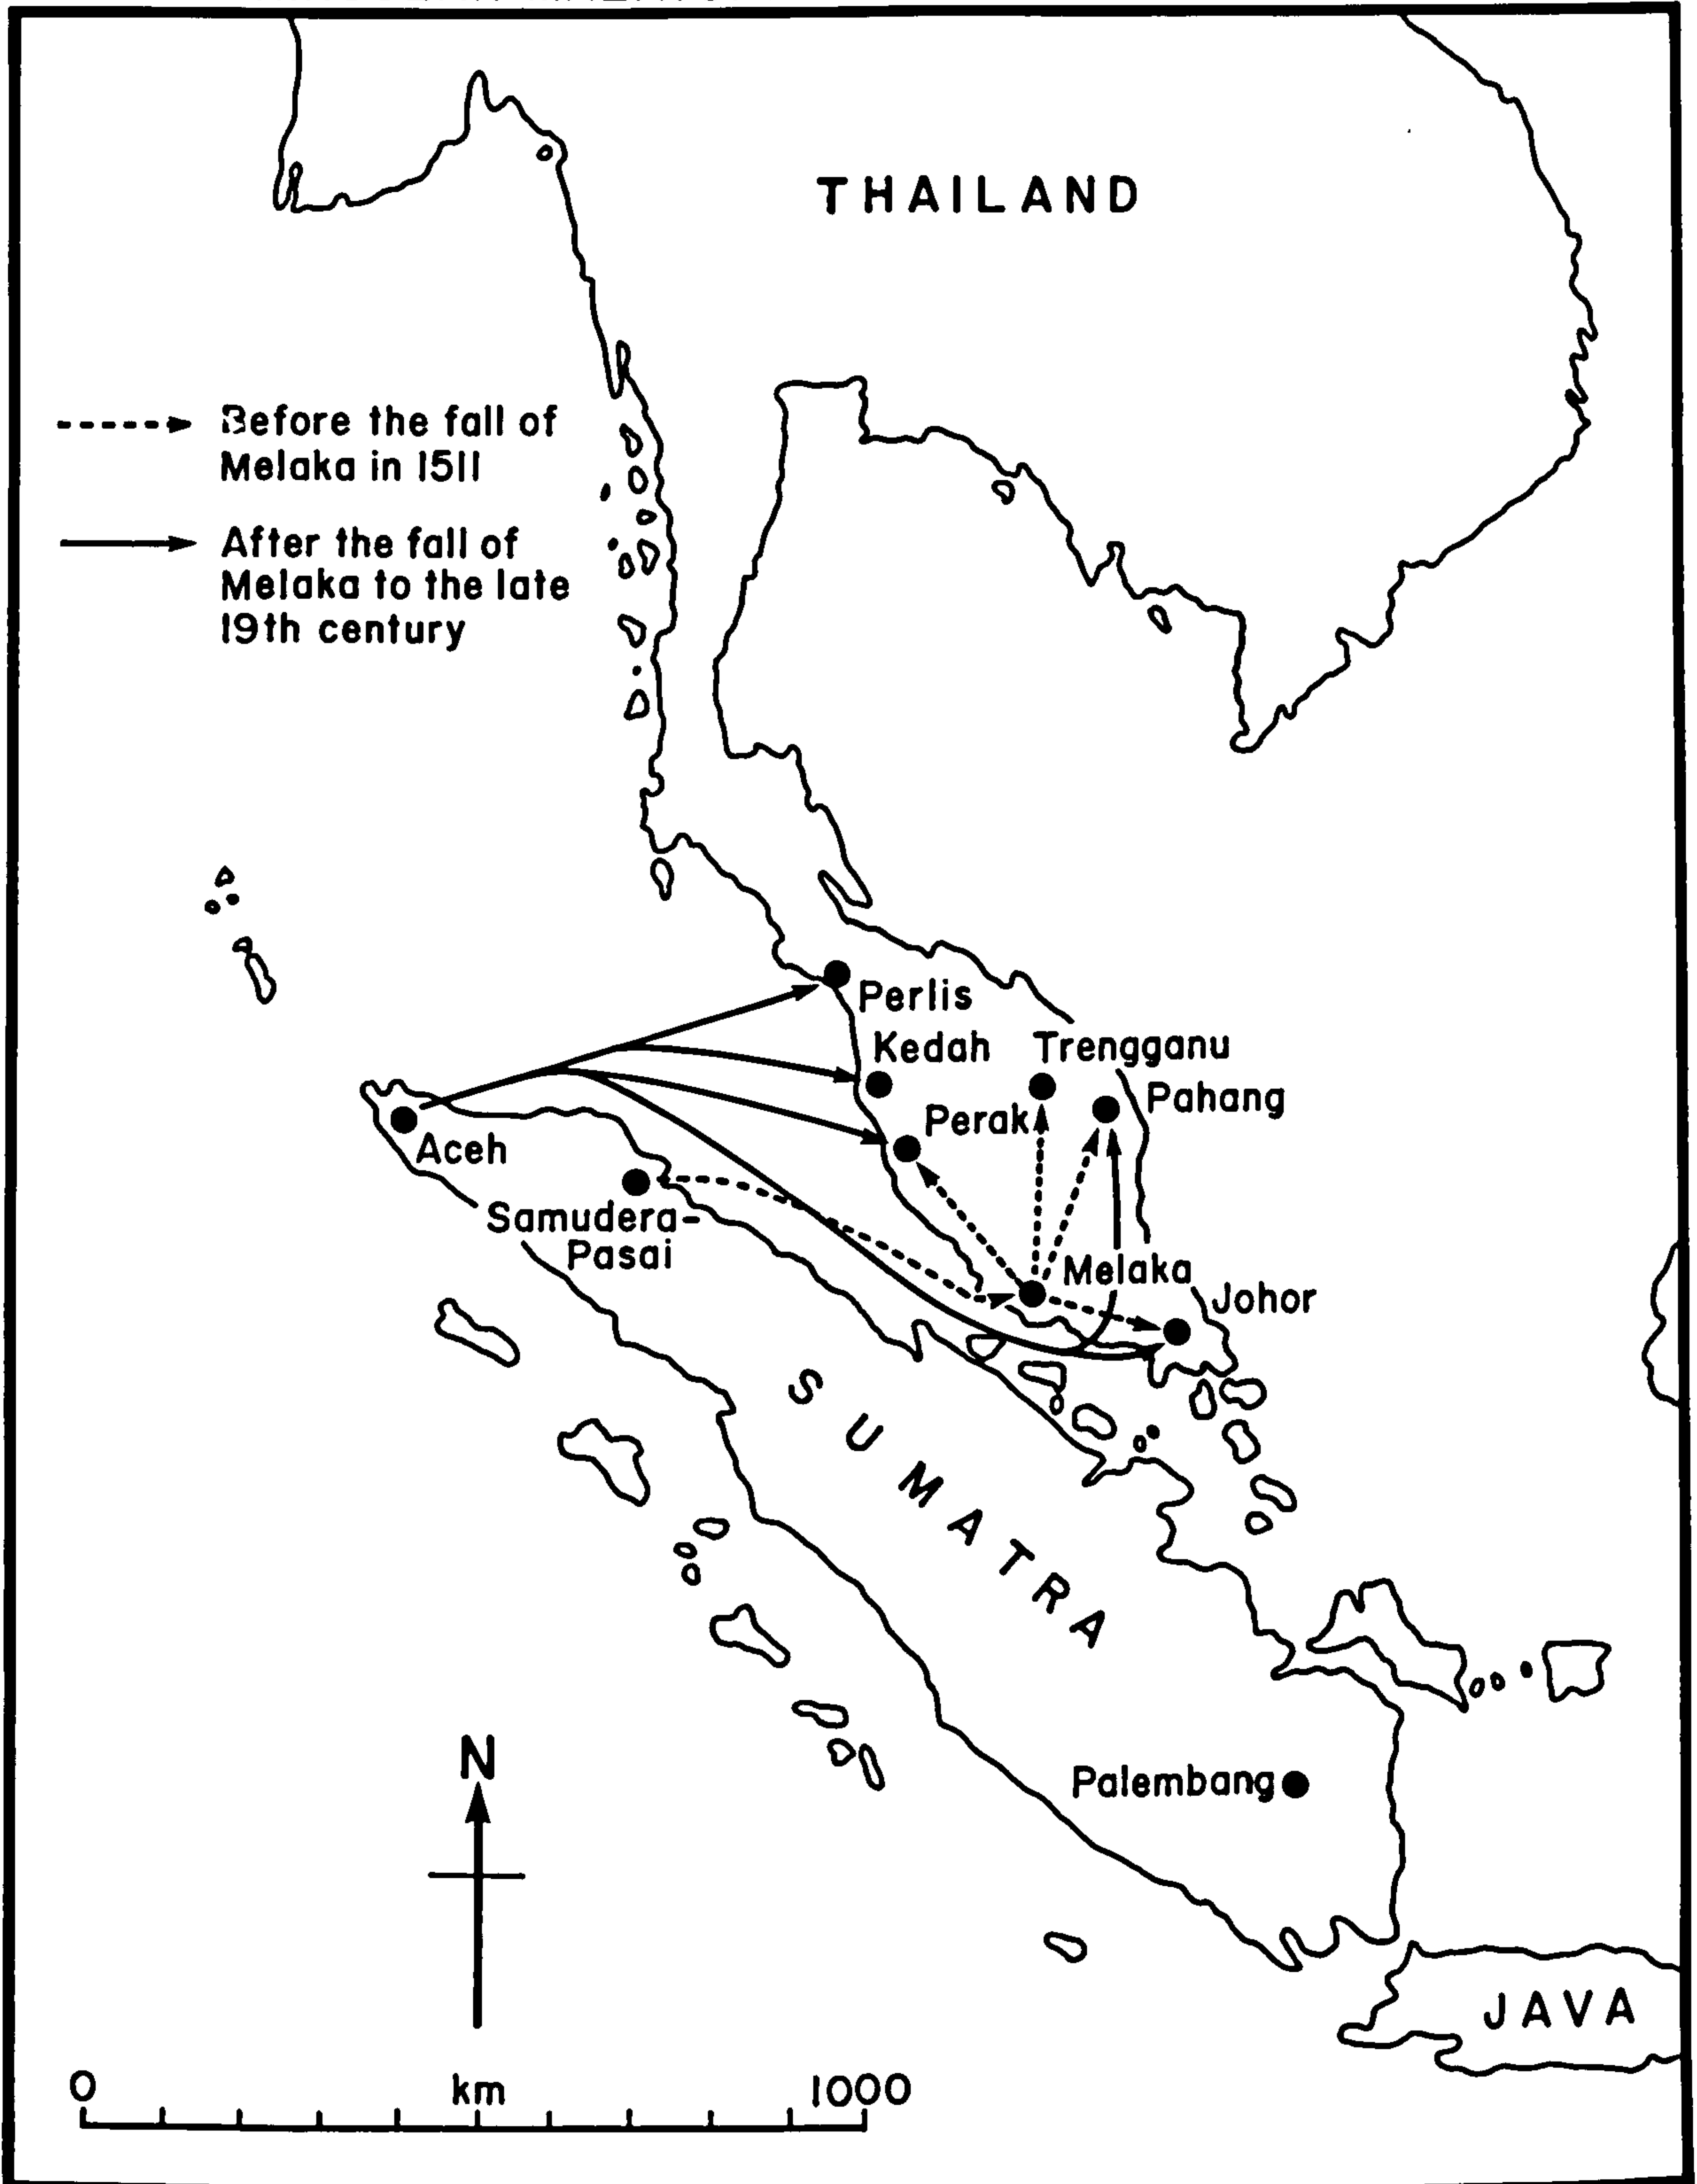 THAILAND
Before the fall of
Melaka in 1511
After the fall of
Melaka to the late
19th century
Perlis
Kedah
Trengganu
Pahang
Perak
Aceh
Samudera-
Pasai
Melaka
Johor
SUMATRA
Palembang
N
JAVA
0 km 1000